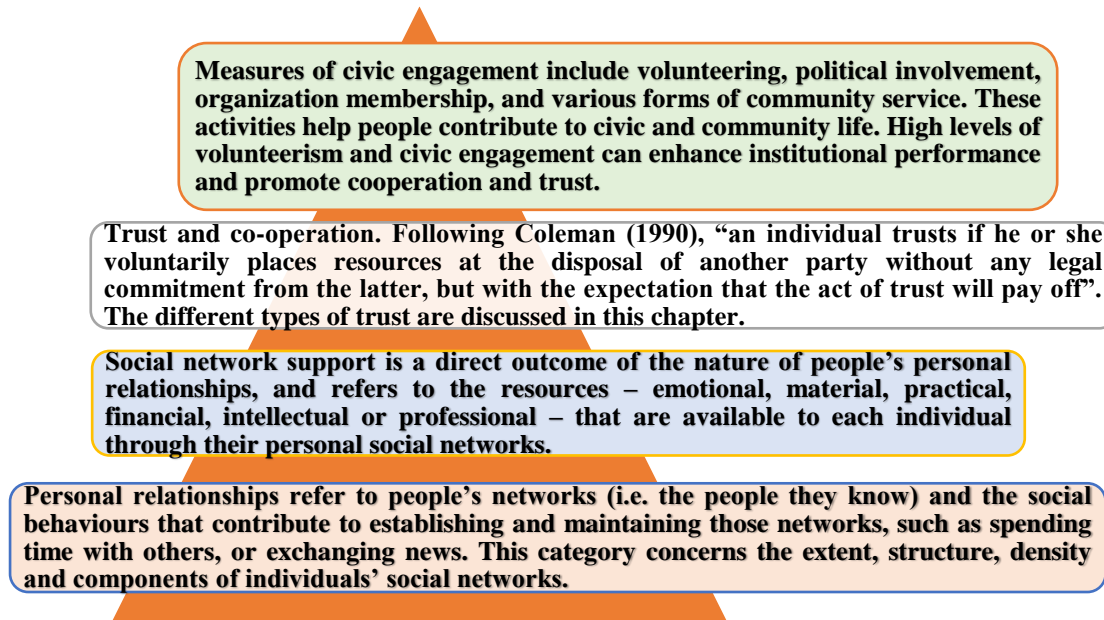 Measures of civic engagement include volunteering, political involvement,
organization membership, and various forms of community service. These
activities help people contribute to civic and community life. High levels of
volunteerism and civic engagement can enhance institutional performance
and promote cooperation and trust.
Trust and co-operation. Following Coleman (1990), “an individual trusts if he or she
voluntarily places resources at the disposal of another party without any legal
commitment from the latter, but with the expectation that the act of trust will pay off”.
The different types of trust are discussed in this chapter.
Social network support is a direct outcome of the nature of people’s personal
relationships, and refers to the resources – emotional, material, practical,
financial, intellectual or professional – that are available to each individual
through their personal social networks.
Personal relationships refer to people’s networks (i.e. the people they know) and the social
behaviours that contribute to establishing and maintaining those networks, such as spending
time with others, or exchanging news. This category concerns the extent, structure, density
and components of individuals’ social networks.